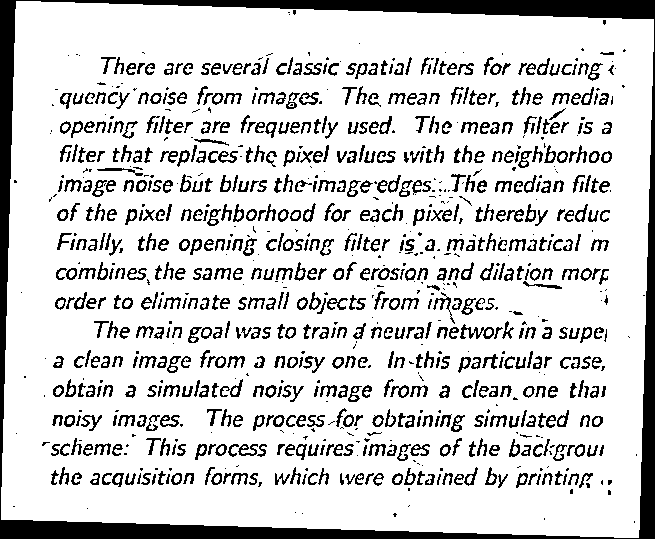 There are several classic spatial filters for reducing
quency noise from images. The mean filter, the media
opening filter are frequently used. The mean filter is a
filter that replaces the pixel values with the neighborhoo
image noise but blurs the image edges. The median filte
of the pixel neighborhood for each pixel, thereby reduc
Finally, the opening closing filter is a mathematical m
combines the same number of erosion and dilation morp
order to eliminate small objects from images.
The main goal was to train a neural network in a supe
a clean image from a noisy one. In this particular case,
obtain a simulated noisy image from a clean one that
noisy images. The process for obtaining simulated no
scheme: This process requires images of the backgrou
the acquisition forms, which were obtained by printing